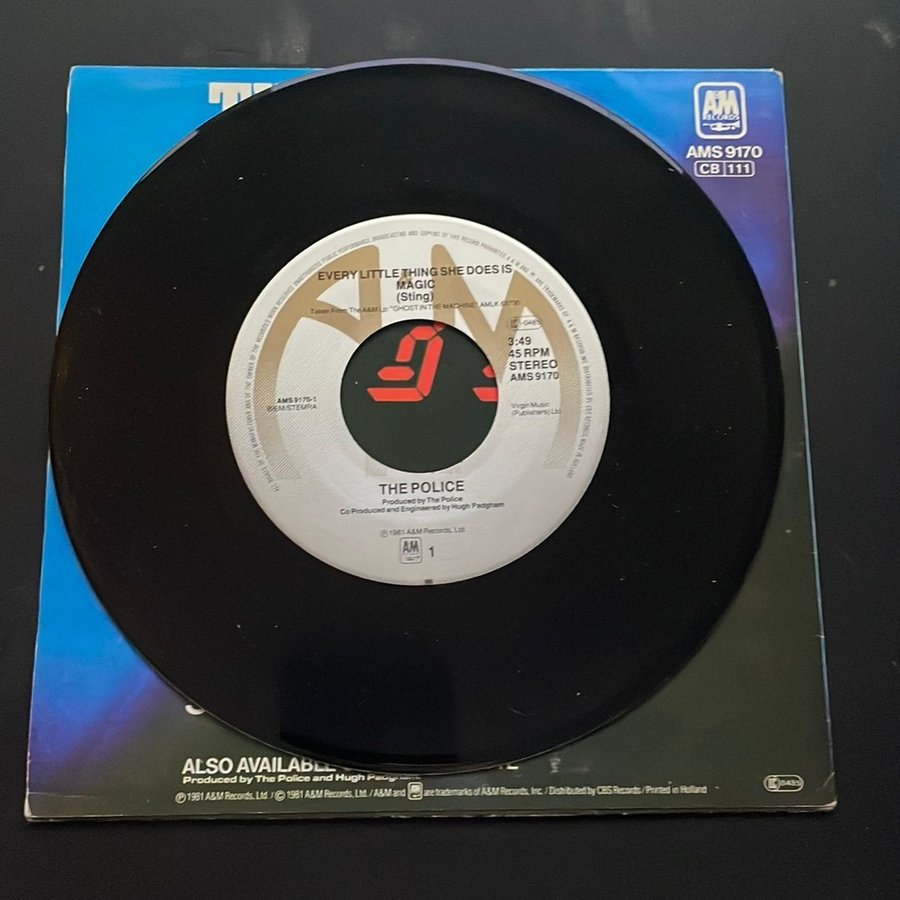 A&M
RECORDS
AMS 9170
CB 111
EVERY LITTLE THING SHE DOES IS
MAGIC
(Sting)
Taken From The A&M Lp: "GHOST IN THE MACHINE" AMLK 63730
3:49
45 RPM
STEREO
AMS 9170
AMS 9170-1
BIEM/STEMRA
Virgin Music
(Publishers) Ltd.
THE POLICE
Produced by The Police
Co Produced and Engineered by Hugh Padgham
℗ 1981 A&M Records, Ltd.
A&M
1
ALSO AVAILABLE
Produced by The Police and Hugh Padgham
℗ 1981 A&M Records, Ltd. / © 1981 A&M Records, Ltd. / A&M and A&M are trademarks of A&M Records, Inc. / Distributed by CBS Records / Printed in Holland